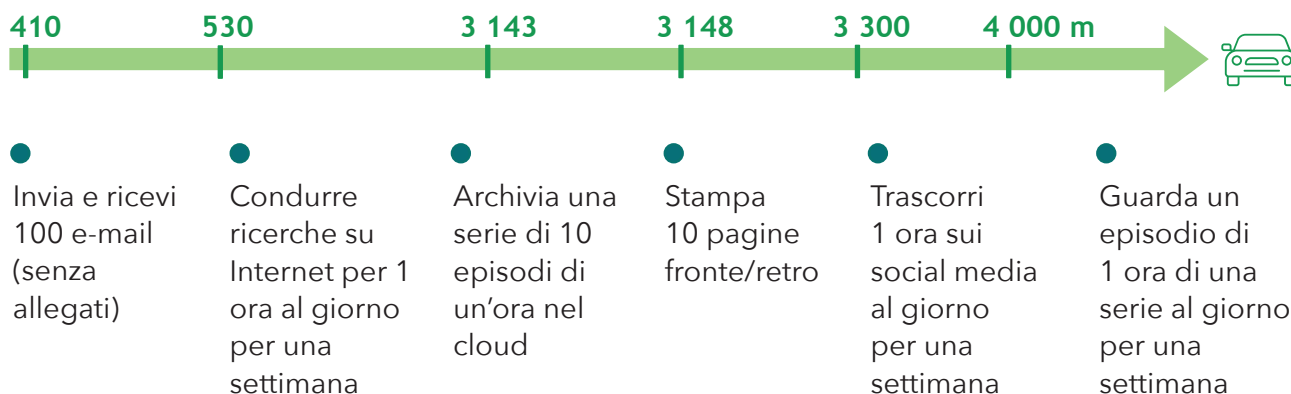 410
530
3 143
3 148
3 300
4 000 m
Invia e ricevi
100 e-mail
(senza
allegati)
Condurre
ricerche su
Internet per 1
ora al giorno
per una
settimana
Archivia una
serie di 10
episodi di
un’ora nel
cloud
Stampa
10 pagine
fronte/retro
Trascorri
1 ora sui
social media
al giorno
per una
settimana
Guarda un
episodio di
1 ora di una
serie al giorno
per una
settimana